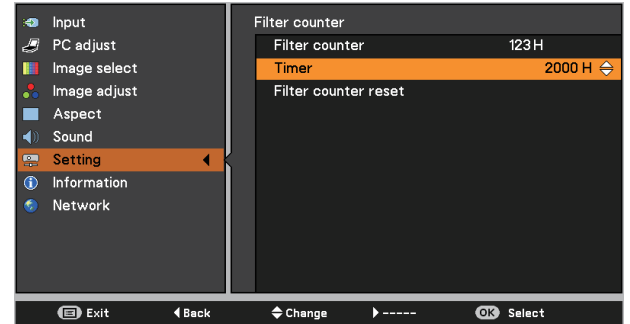 Input
PC adjust
Image select
Image adjust
Aspect
Sound
Setting
Information
Network
Filter counter
Filter counter 123 H
Timer 2000 H
Filter counter reset
Exit Back Change ----- OK Select